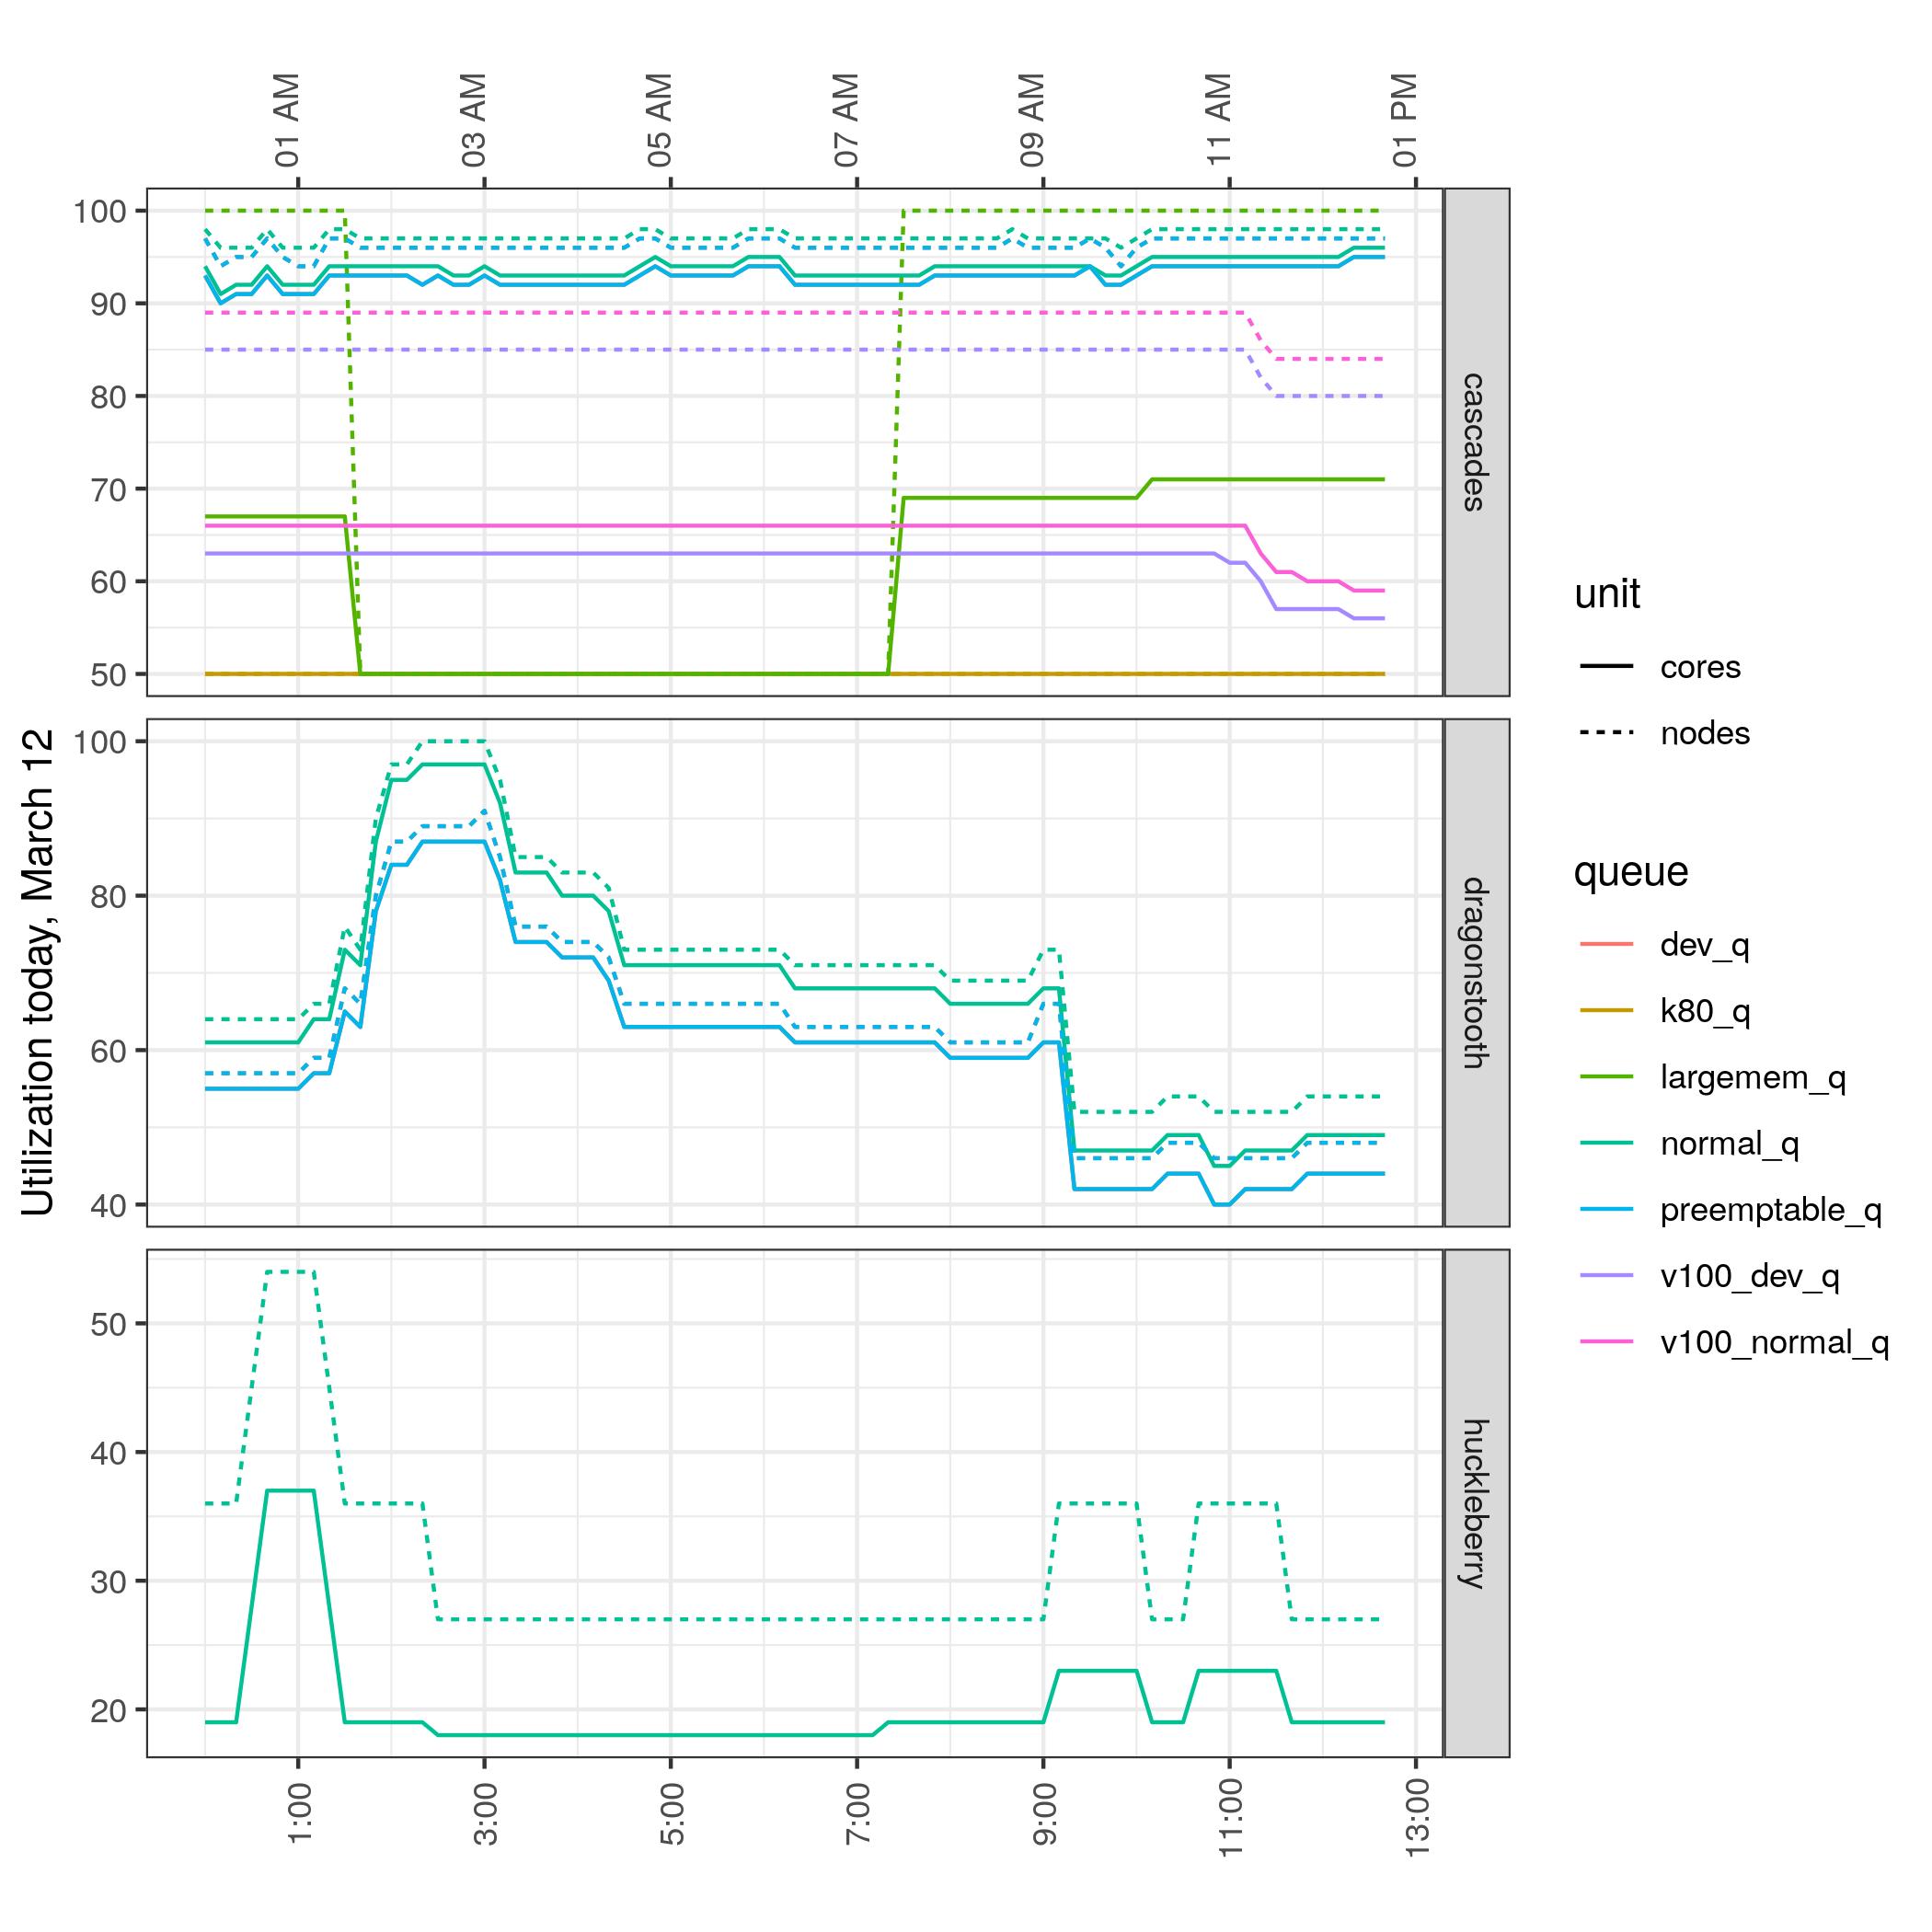 01 AM
03 AM
05 AM
07 AM
09 AM
11 AM
01 PM
100
90
80
70
60
50
cascades
Utilization today, March 12
100
80
60
40
dragonstooth
50
40
30
20
huckleberry
1:00
3:00
5:00
7:00
9:00
11:00
13:00
unit
cores
nodes
queue
dev_q
k80_q
largemem_q
normal_q
preemptable_q
v100_dev_q
v100_normal_q